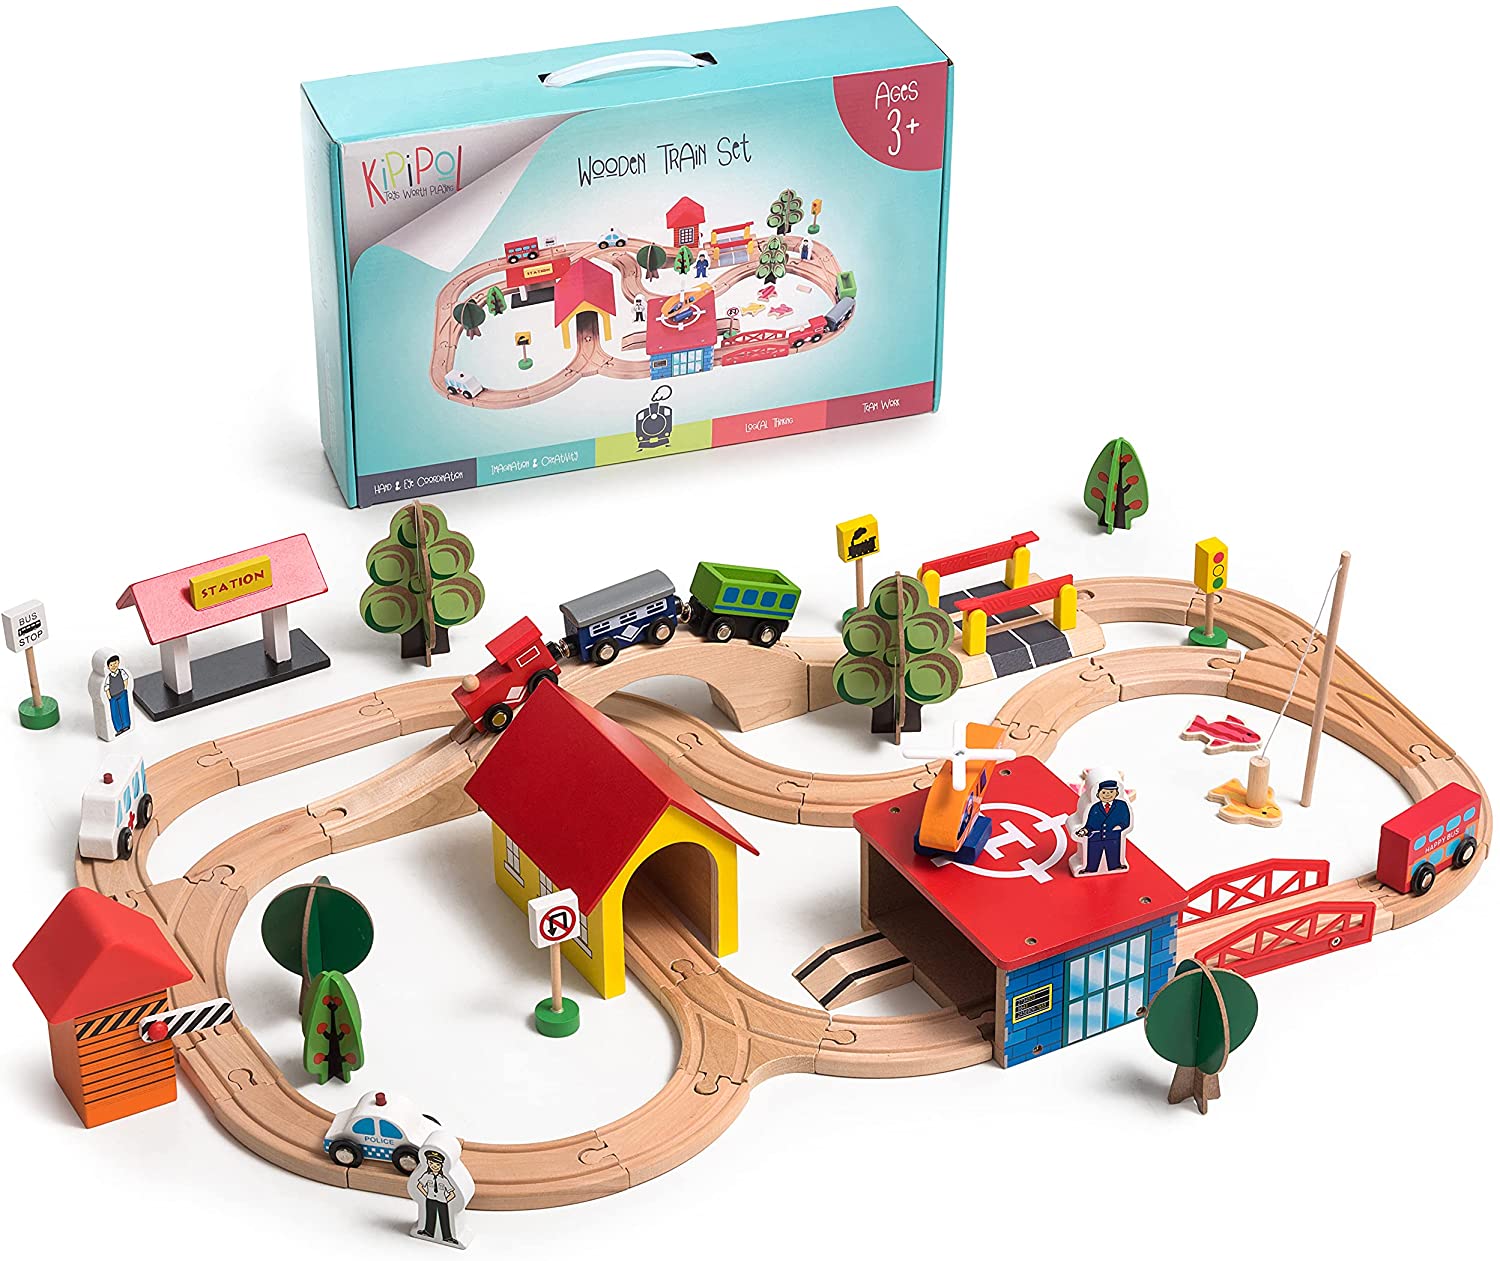 KiPiPOL
TOYS WORTH PLAYING
WOODEN TRAIN SET
AGES
3+
STATION
HAND & EYE COORDINATION
IMAGINATION & CREATIVITY
LOGICAL THINKING
TEAM WORK
BUS
STOP
STATION
H
HAPPY BUS
POLICE